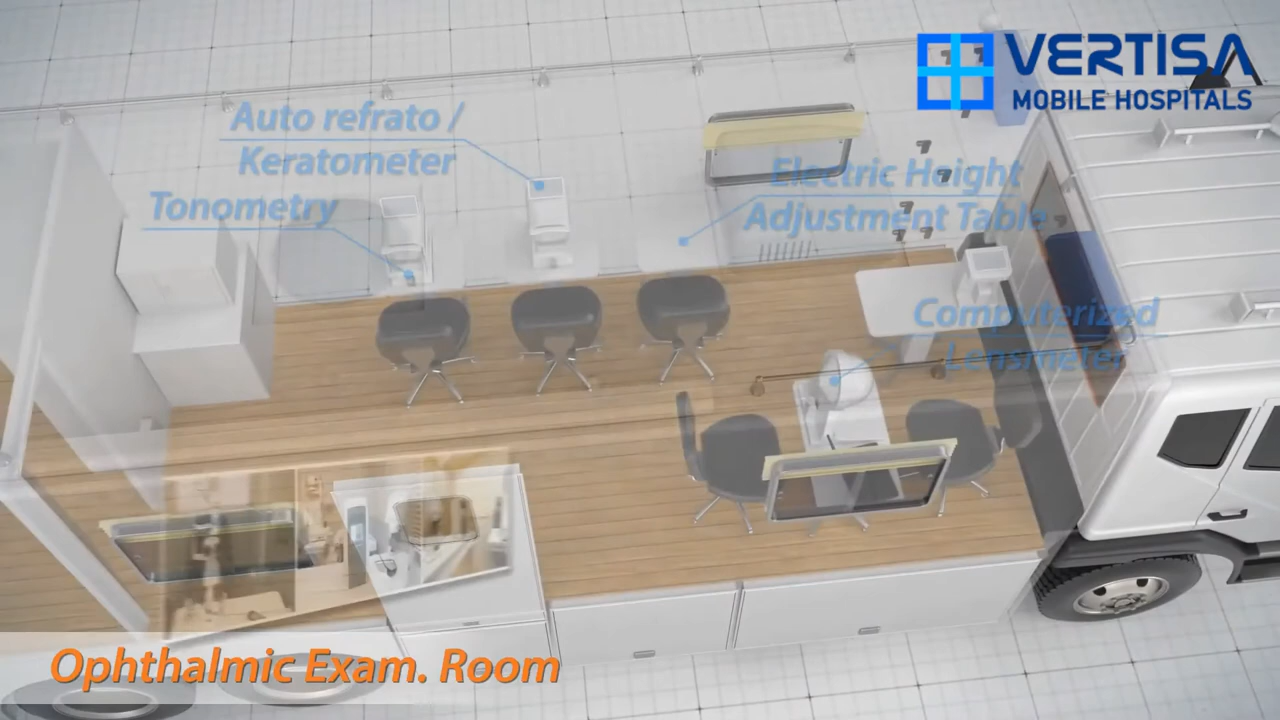 VERTISA
MOBILE HOSPITALS
Auto refrato /
Keratometer
Tonometry
Electric Height
Adjustment Table
Computerized
Lensmeter
Ophthalmic Exam. Room